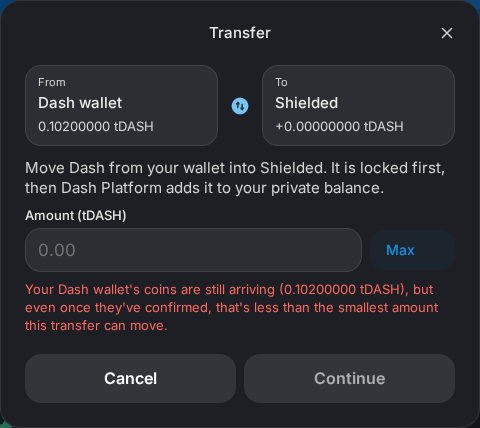 Transfer
From
Dash wallet
0.10200000 tDASH
To
Shielded
+0.00000000 tDASH
Move Dash from your wallet into Shielded. It is locked first,
then Dash Platform adds it to your private balance.
Amount (tDASH)
0.00
Max
Your Dash wallet's coins are still arriving (0.10200000 tDASH), but
even once they've confirmed, that's less than the smallest amount
this transfer can move.
Cancel
Continue